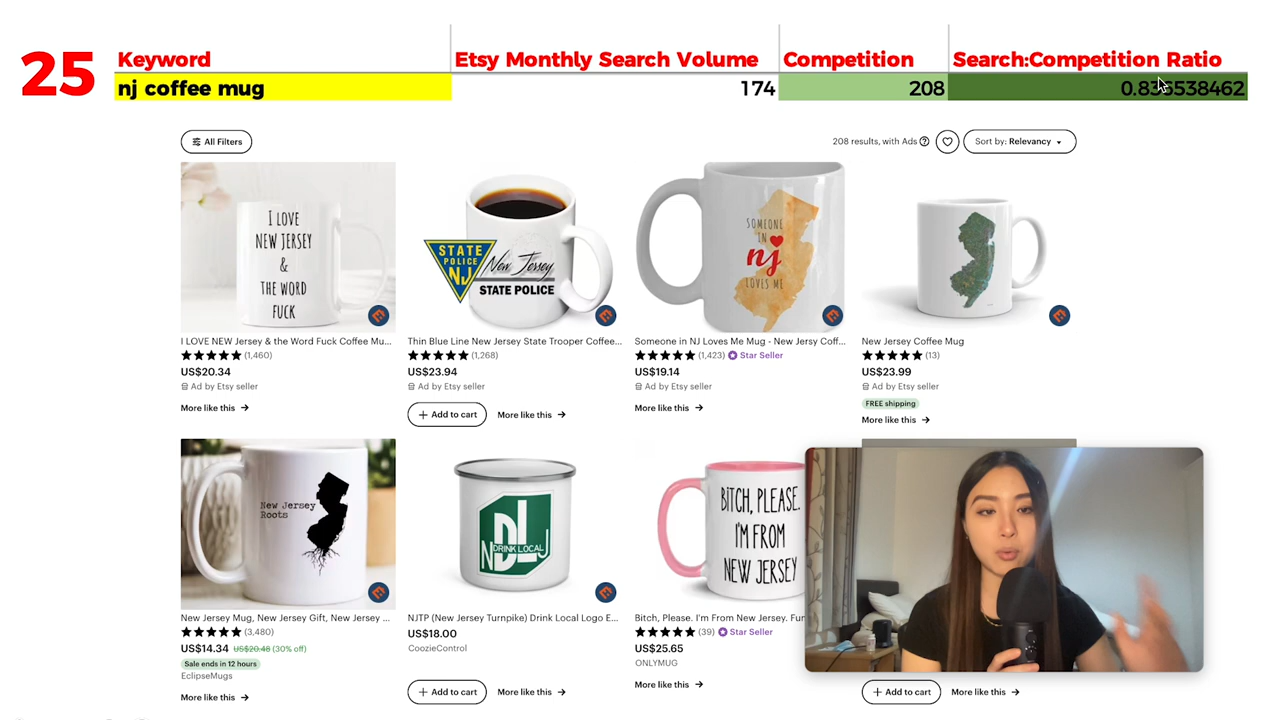 25
Keyword
Etsy Monthly Search Volume
Competition
Search:Competition Ratio
nj coffee mug
174
208
0.836538462
All Filters
208 results, with Ads
Sort by: Relevancy
I LOVE
NEW JERSEY
&
THE WORD
FUCK
STATE
POLICE
NJ
New Jersey
STATE POLICE
SOMEONE
IN
nj
LOVES ME
I LOVE NEW Jersey & the Word Fuck Coffee Mu...
(1,460)
US$20.34
Ad by Etsy seller
More like this
Thin Blue Line New Jersey State Trooper Coffee...
(1,268)
US$23.94
Ad by Etsy seller
+ Add to cart
More like this
Someone in NJ Loves Me Mug - New Jersy Coff...
(1,423) Star Seller
US$19.14
Ad by Etsy seller
More like this
New Jersey Coffee Mug
(13)
US$23.99
Ad by Etsy seller
FREE shipping
More like this
New Jersey
Roots
DL
N DRINK LOCAL J
BITCH, PLEASE.
I'M FROM
NEW JERSEY
New Jersey Mug, New Jersey Gift, New Jersey ...
(3,480)
US$14.34 US$20.48 (30% off)
Sale ends in 12 hours
EclipseMugs
More like this
NJTP (New Jersey Turnpike) Drink Local Logo E...
US$18.00
CoozieControl
+ Add to cart
More like this
Bitch, Please. I'm From New Jersey. Fun
(39) Star Seller
US$25.65
ONLYMUG
More like this
+ Add to cart
More like this